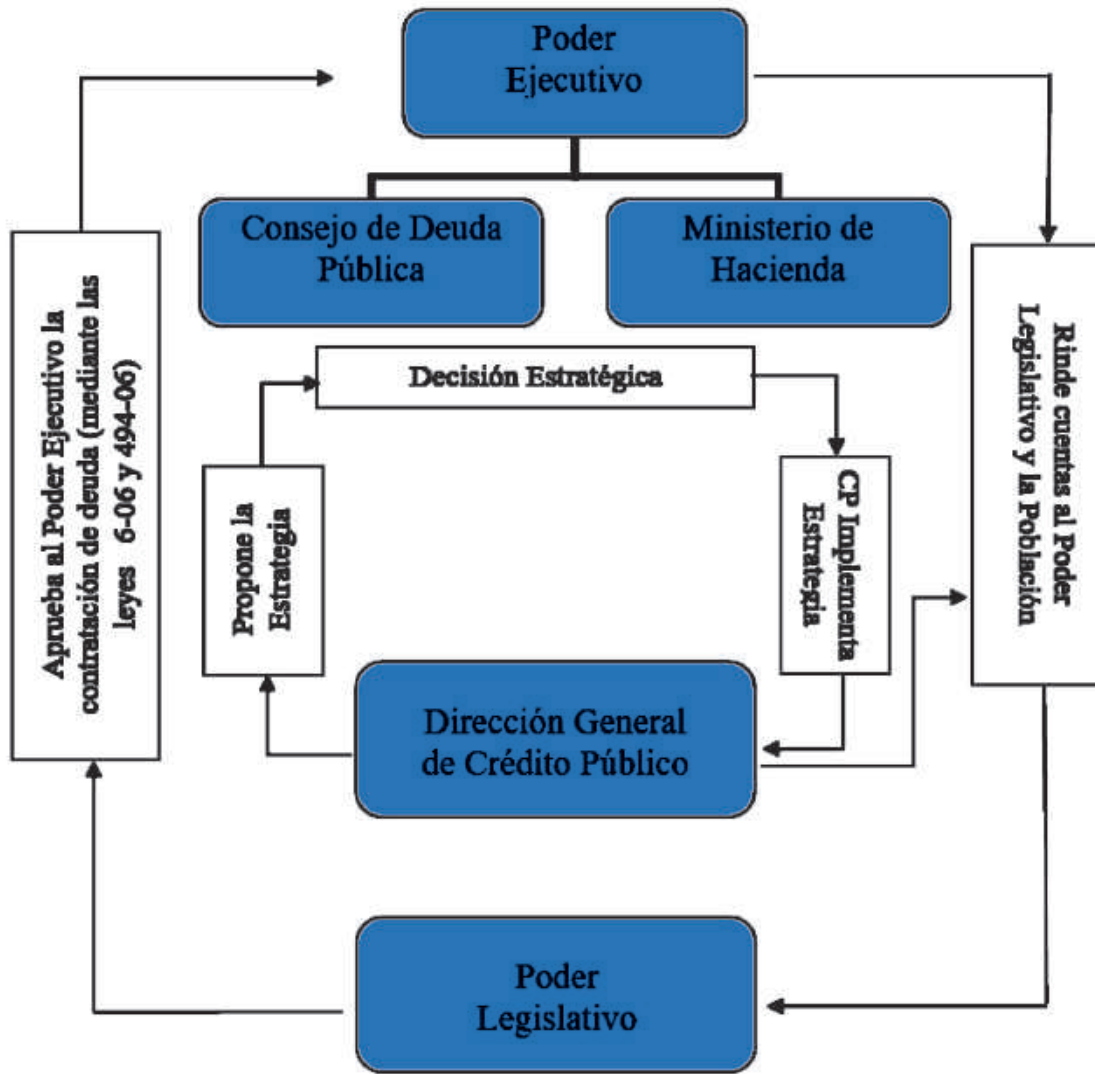 Poder
Ejecutivo
Consejo de Deuda
Pública
Ministerio de
Hacienda
Aprueba al Poder Ejecutivo la
contratación de deuda (mediante las
leyes 6-06 y 494-06)
Decisión Estratégica
Propone la
Estrategia
CP Implementa
Estrategia
Rinde cuentas al Poder
Legislativo y la Población
Dirección General
de Crédito Público
Poder
Legislativo